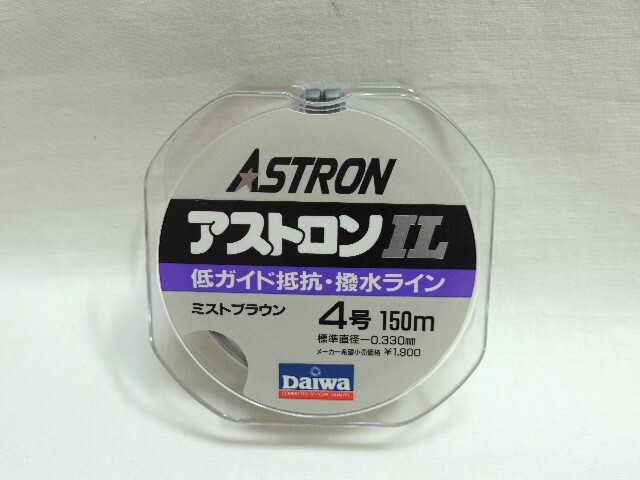 ASTRON
アストロンIL
低ガイド抵抗・撥水ライン
ミストブラウン 4号 150m
標準直径−0.330mm
メーカー希望小売価格 ¥1,900
Daiwa